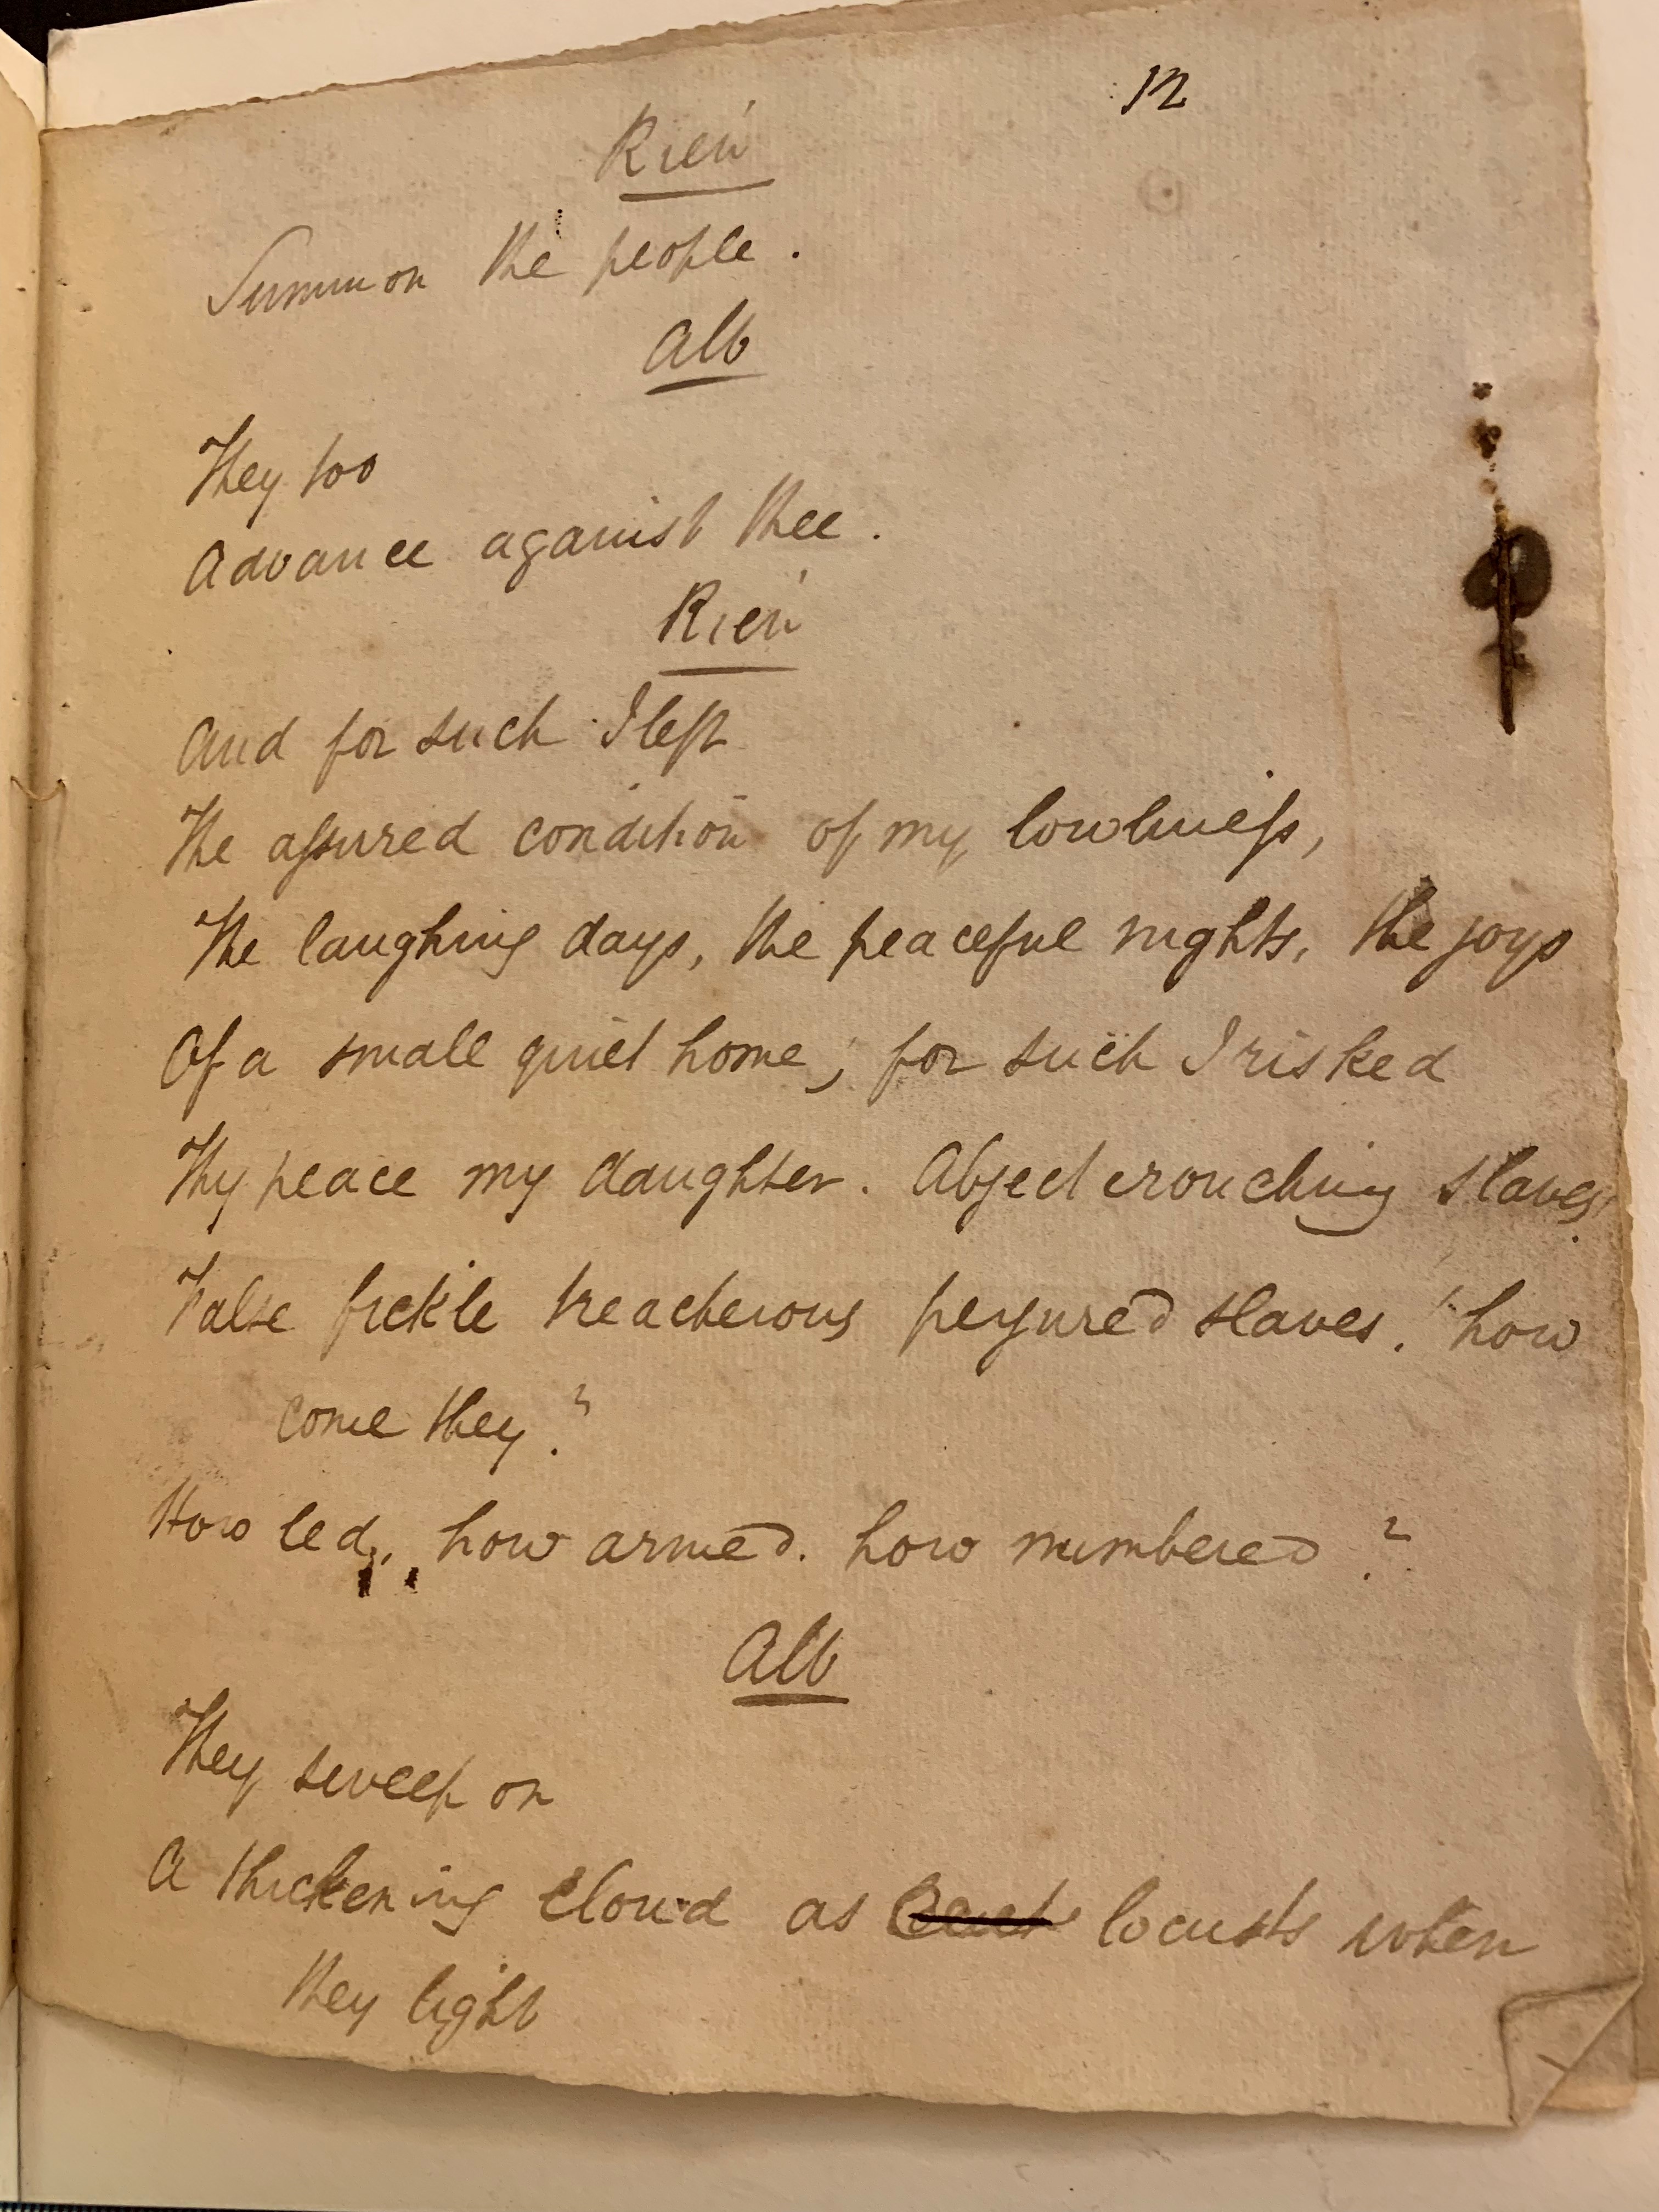 12
Rien
Summon the people.
Alb
They too
Advance against thee.
Rien
And for such I left
The aſsured condition of my lowlineſs,
The laughing days, the peaceful nights, the joys
Of a small quiet home; for such I risked
Thy peace my daughter. Abject crouching slaves
False fickle treacherous perjured slaves! how
come they?
How led, how armed. how numbered?
Alb
They sweep on
A thickening cloud as locusts when
they light